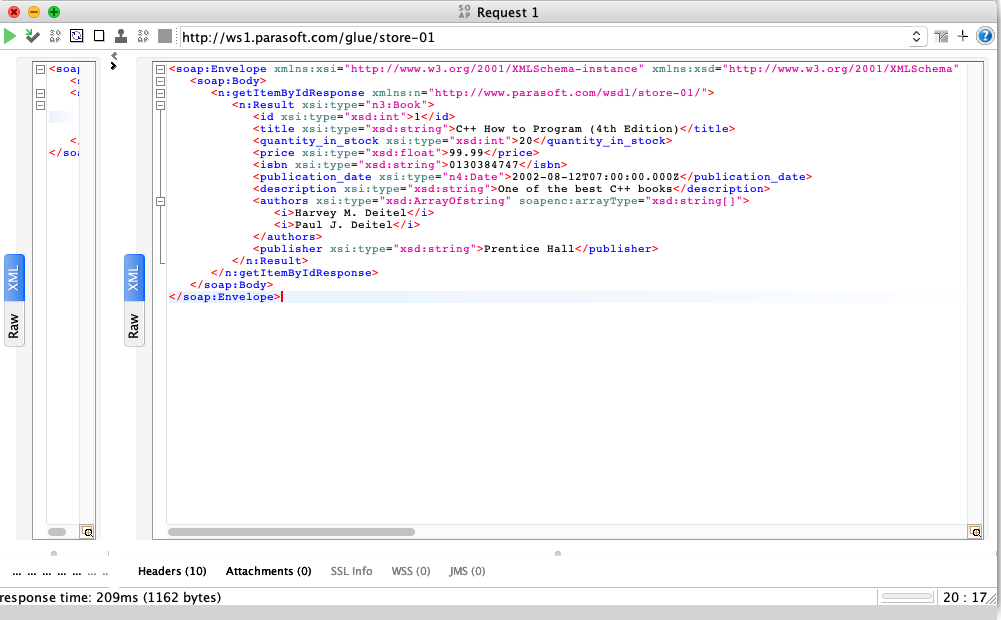 SO AP Request 1
SO AP SO AP http://ws1.parasoft.com/glue/store-01
<soap
<s
<s
</s
</soa
<soap:Envelope xmlns:xsi="http://www.w3.org/2001/XMLSchema-instance" xmlns:xsd="http://www.w3.org/2001/XMLSchema"
<soap:Body>
<n:getItemByIdResponse xmlns:n="http://www.parasoft.com/wsdl/store-01/">
<n:Result xsi:type="n3:Book">
<id xsi:type="xsd:int">1</id>
<title xsi:type="xsd:string">C++ How to Program (4th Edition)</title>
<quantity_in_stock xsi:type="xsd:int">20</quantity_in_stock>
<price xsi:type="xsd:float">99.99</price>
<isbn xsi:type="xsd:string">0130384747</isbn>
<publication_date xsi:type="n4:Date">2002-08-12T07:00:00.000Z</publication_date>
<description xsi:type="xsd:string">One of the best C++ books</description>
<authors xsi:type="xsd:ArrayOfstring" soapenc:arrayType="xsd:string[]">
<i>Harvey M. Deitel</i>
<i>Paul J. Deitel</i>
</authors>
<publisher xsi:type="xsd:string">Prentice Hall</publisher>
</n:Result>
</n:getItemByIdResponse>
</soap:Body>
</soap:Envelope>
XML
Raw
XML
Raw
... ... ... ... ... ... ..
Headers (10) Attachments (0) SSL Info WSS (0) JMS (0)
response time: 209ms (1162 bytes)
20 : 17